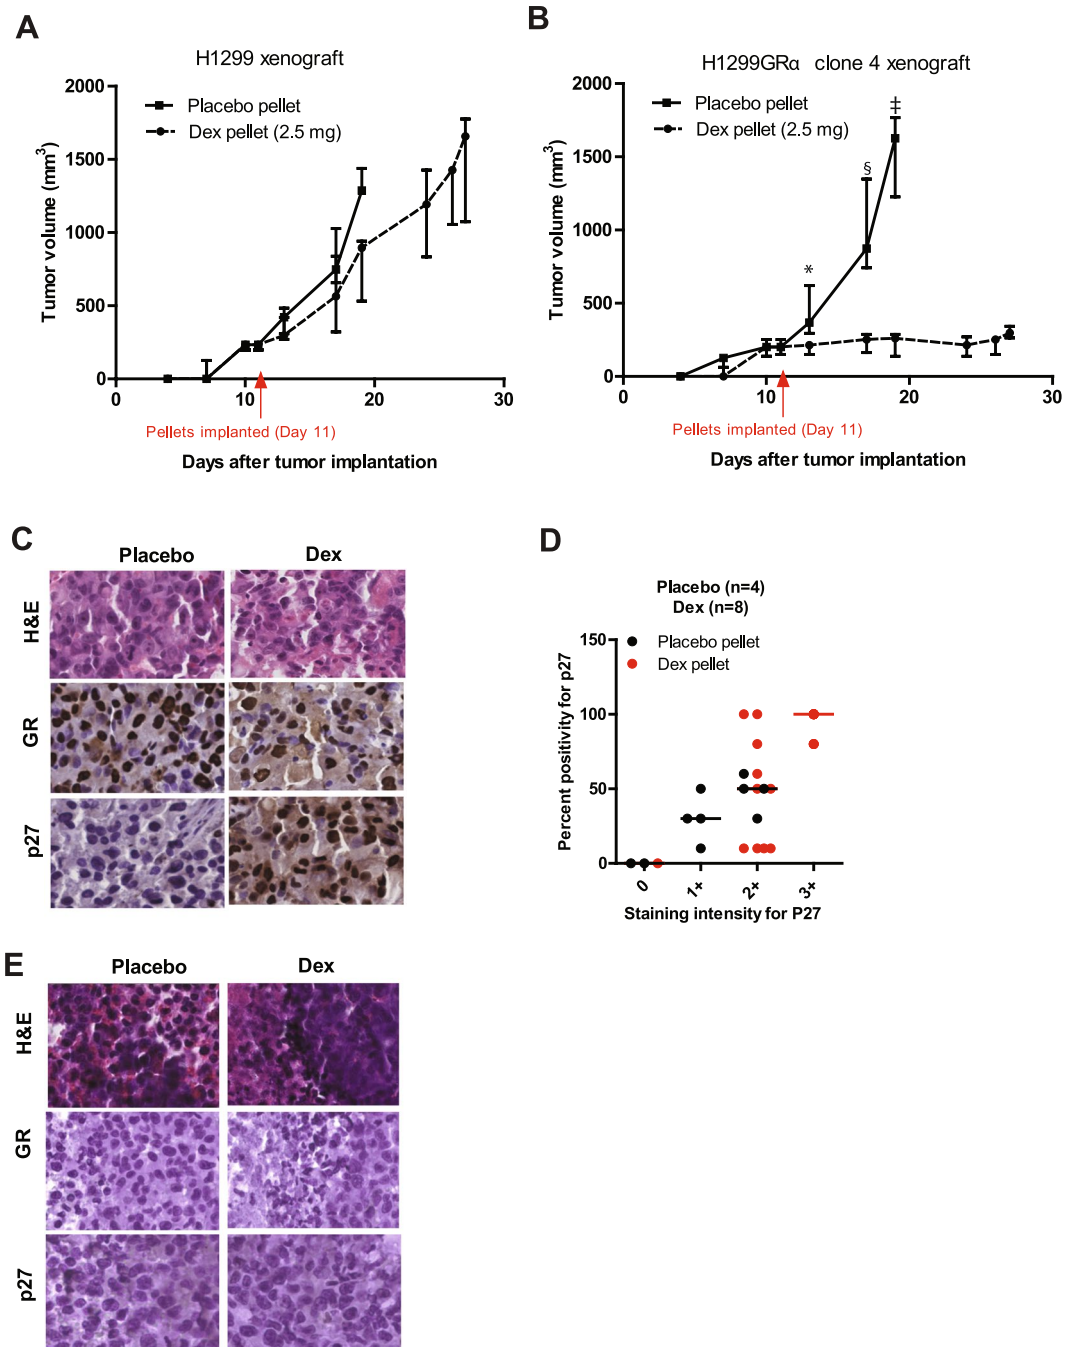 A
H1299 xenograft
2000
1500
1000
500
0
Tumor volume (mm³)
Placebo pellet
Dex pellet (2.5 mg)
0 10 20 30
Pellets implanted (Day 11)
Days after tumor implantation
B
H1299GRα clone 4 xenograft
2000
1500
1000
500
0
Tumor volume (mm³)
Placebo pellet
Dex pellet (2.5 mg)
*
§
‡
0 10 20 30
Pellets implanted (Day 11)
Days after tumor implantation
C
Placebo Dex
H&E
GR
p27
D
Placebo (n=4)
Dex (n=8)
Placebo pellet
Dex pellet
150
100
50
0
Percent positivity for p27
0 1+ 2+ 3+
Staining intensity for P27
E
Placebo Dex
H&E
GR
p27